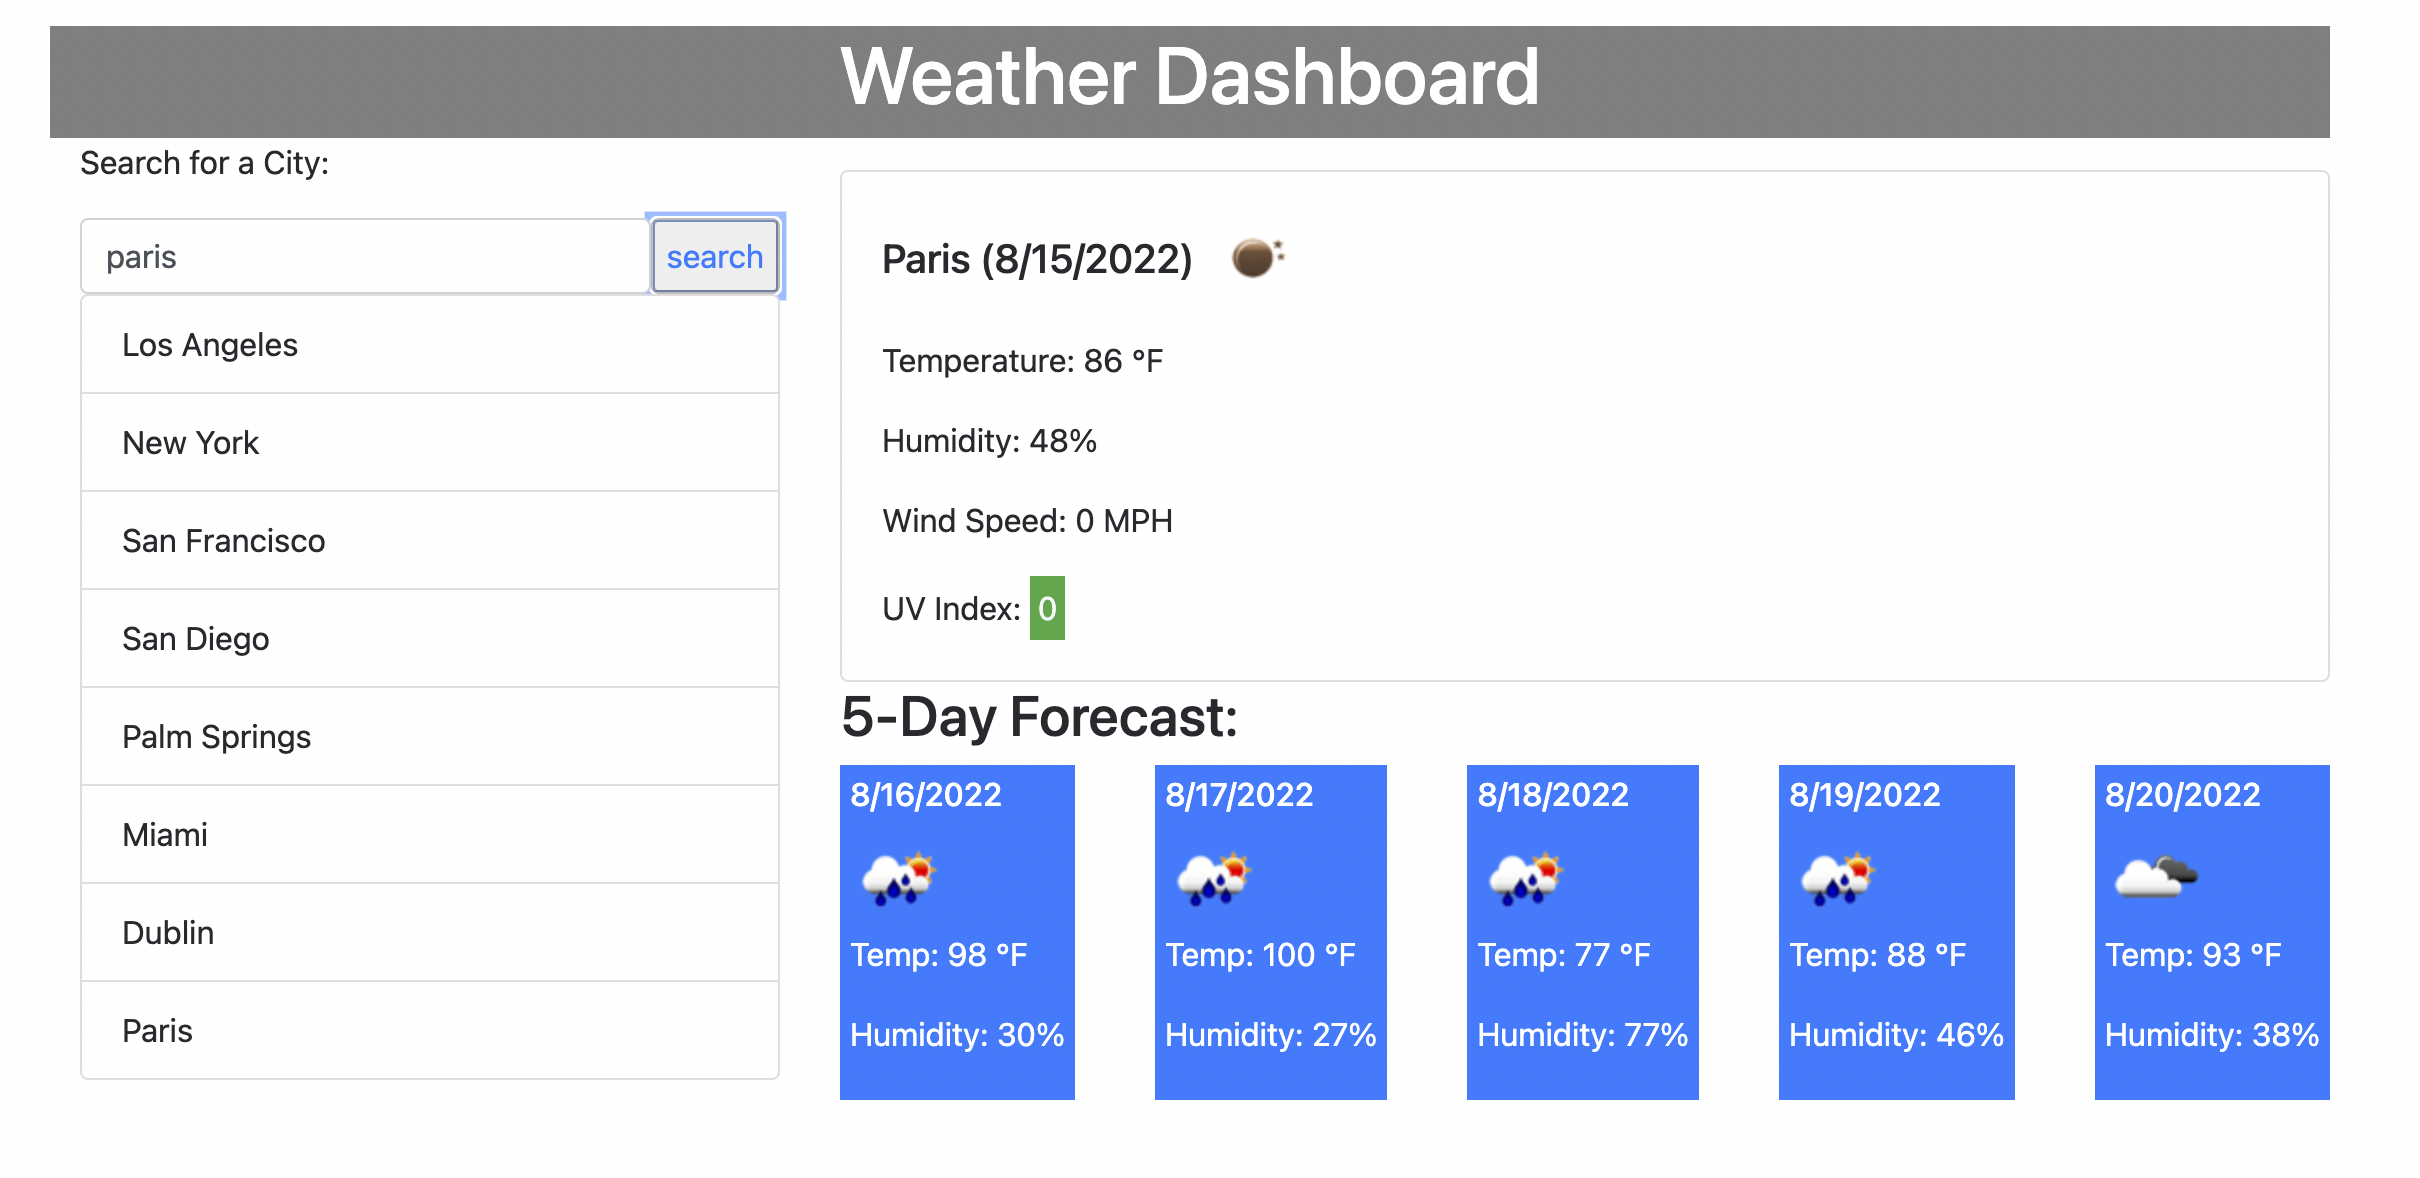 Weather Dashboard
Search for a City:
paris
search
Los Angeles
New York
San Francisco
San Diego
Palm Springs
Miami
Dublin
Paris
Paris (8/15/2022)
Temperature: 86 °F
Humidity: 48%
Wind Speed: 0 MPH
UV Index: 0
5-Day Forecast:
8/16/2022
Temp: 98 °F
Humidity: 30%
8/17/2022
Temp: 100 °F
Humidity: 27%
8/18/2022
Temp: 77 °F
Humidity: 77%
8/19/2022
Temp: 88 °F
Humidity: 46%
8/20/2022
Temp: 93 °F
Humidity: 38%